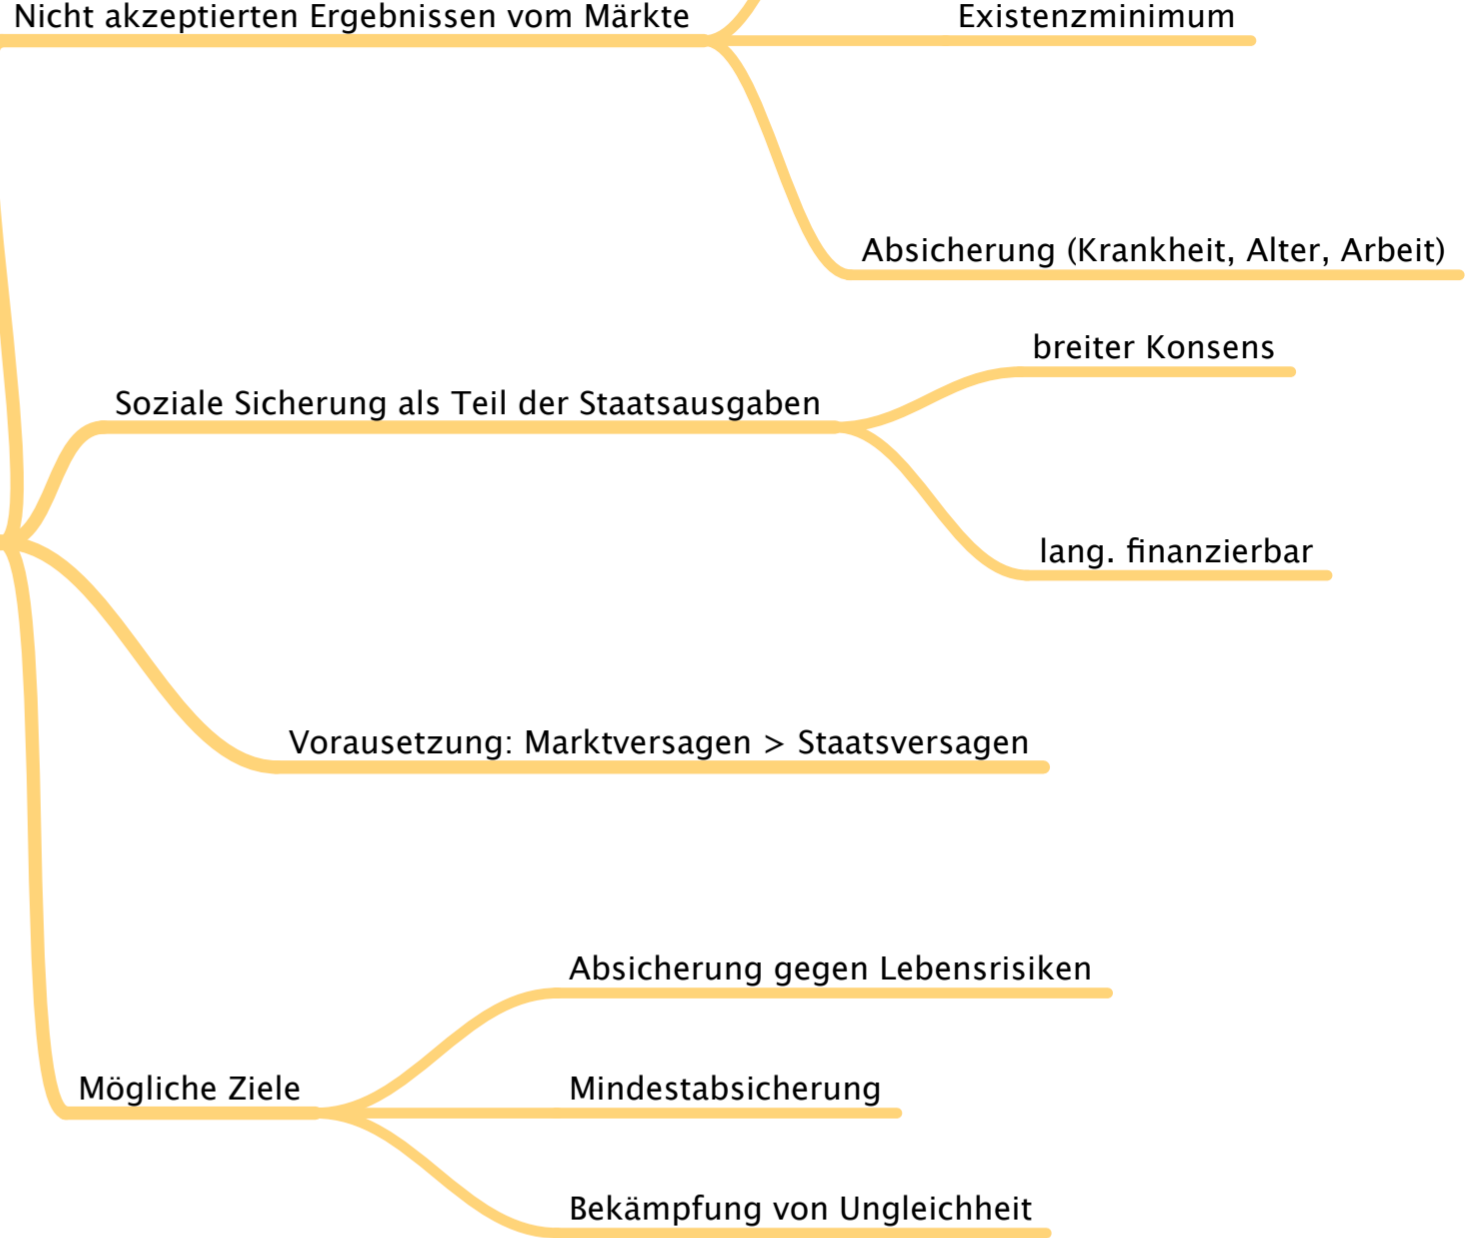 Nicht akzeptierten Ergebnissen vom Märkte
Existenzminimum
Absicherung (Krankheit, Alter, Arbeit)
Soziale Sicherung als Teil der Staatsausgaben
breiter Konsens
lang. finanzierbar
Vorausetzung: Marktversagen > Staatsversagen
Mögliche Ziele
Absicherung gegen Lebensrisiken
Mindestabsicherung
Bekämpfung von Ungleichheit